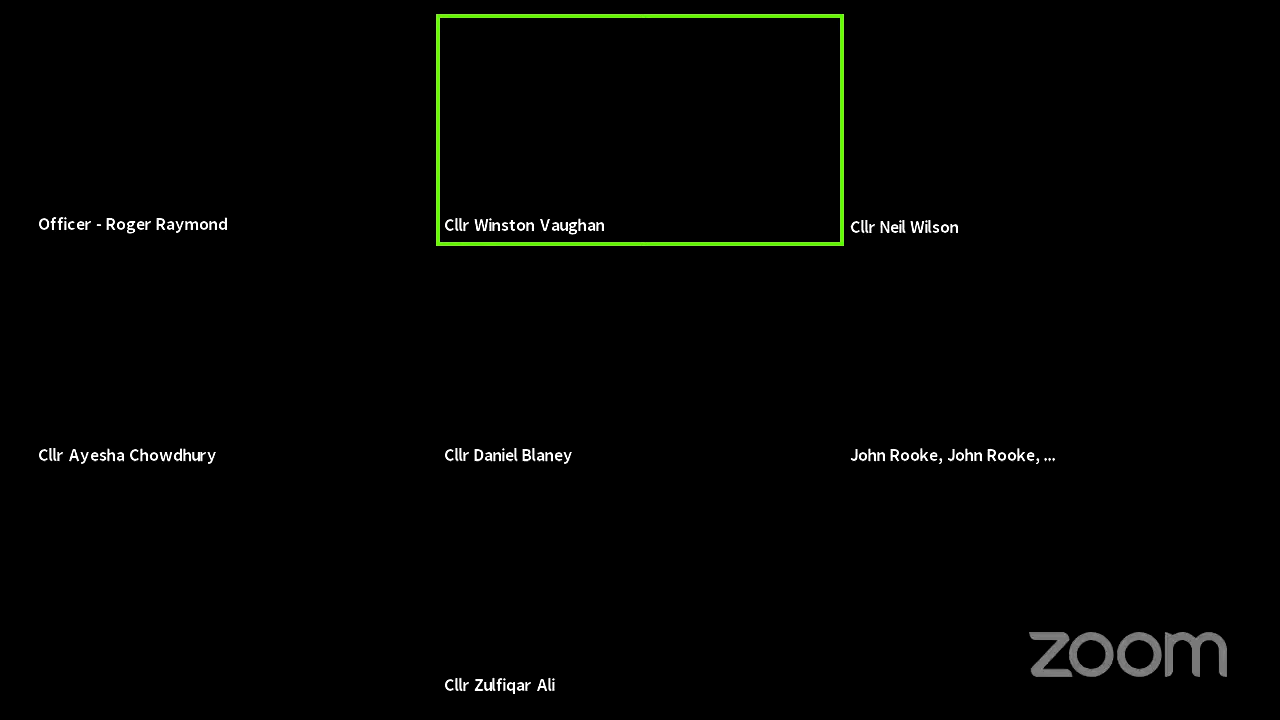 Officer - Roger Raymond
Cllr Winston Vaughan
Cllr Neil Wilson
Cllr Ayesha Chowdhury
Cllr Daniel Blaney
John Rooke, John Rooke, ...
Cllr Zulfiqar Ali
zoom